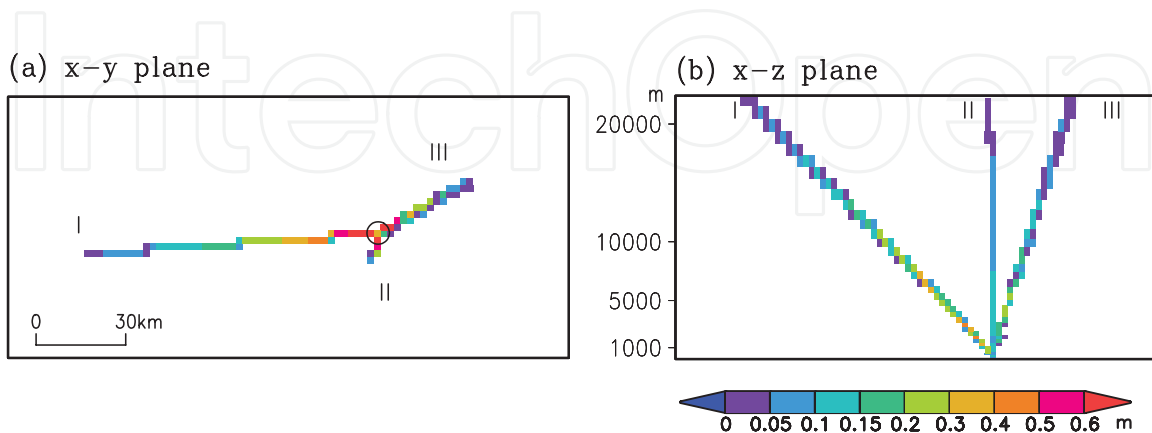 IntechOpen
(a) x-y plane
(b) x-z plane
m
I
II
III
0 30km
20000
10000
5000
1000
I
II
III
0 0.05 0.1 0.15 0.2 0.3 0.4 0.5 0.6 m